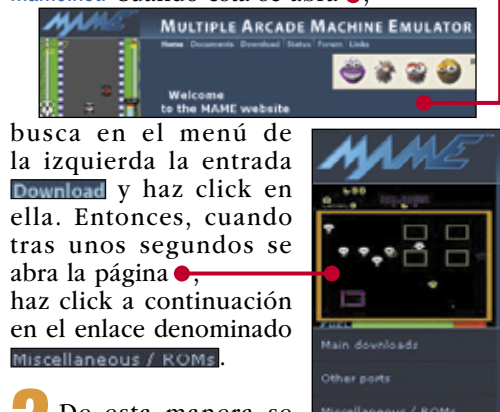 Cuando esta se abra
MAME
MULTIPLE ARCADE MACHINE EMULATOR
Home Documents Download Status Forum Links
Welcome
to the MAME website
busca en el menú de
la izquierda la entrada
Download y haz click en
ella. Entonces, cuando
tras unos segundos se
abra la página ,
haz click a continuación
en el enlace denominado
Miscellaneous / ROMs.
MAME
Main downloads
Other ports
Miscellaneous / ROMs
2 De esta manera se